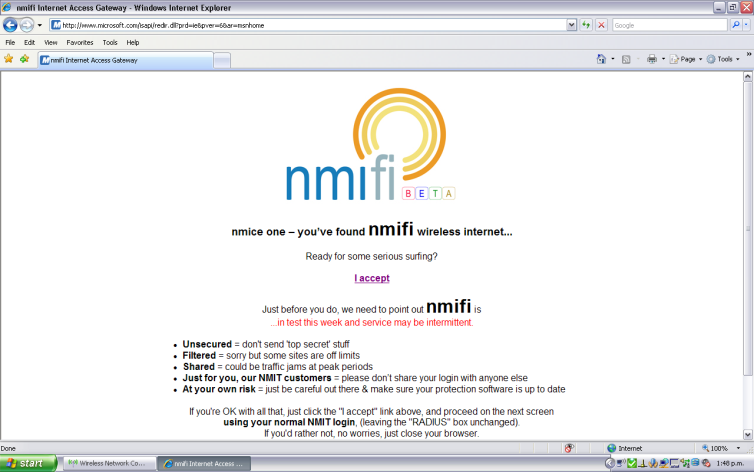 nmifi Internet Access Gateway - Windows Internet Explorer
http://www.microsoft.com/isapi/redir.dll?prd=ie&pver=6&ar=msnhome
Google
File Edit View Favorites Tools Help
nmifi Internet Access Gateway
Page Tools
nmifi
BETA
nmice one – you've found nmifi wireless internet...
Ready for some serious surfing?
I accept
Just before you do, we need to point out nmifi is
...in test this week and service may be intermittent.
• Unsecured = don't send 'top secret' stuff
• Filtered = sorry but some sites are off limits
• Shared = could be traffic jams at peak periods
• Just for you, our NMIT customers = please don't share your login with anyone else
• At your own risk = just be careful out there & make sure your protection software is up to date
If you're OK with all that, just click the "I accept" link above, and proceed on the next screen
using your normal NMIT login, (leaving the "RADIUS" box unchanged).
If you'd rather not, no worries, just close your browser.
Done Internet 100%
start Wireless Network Co... nmifi Internet Access ... 1:48 p.m.